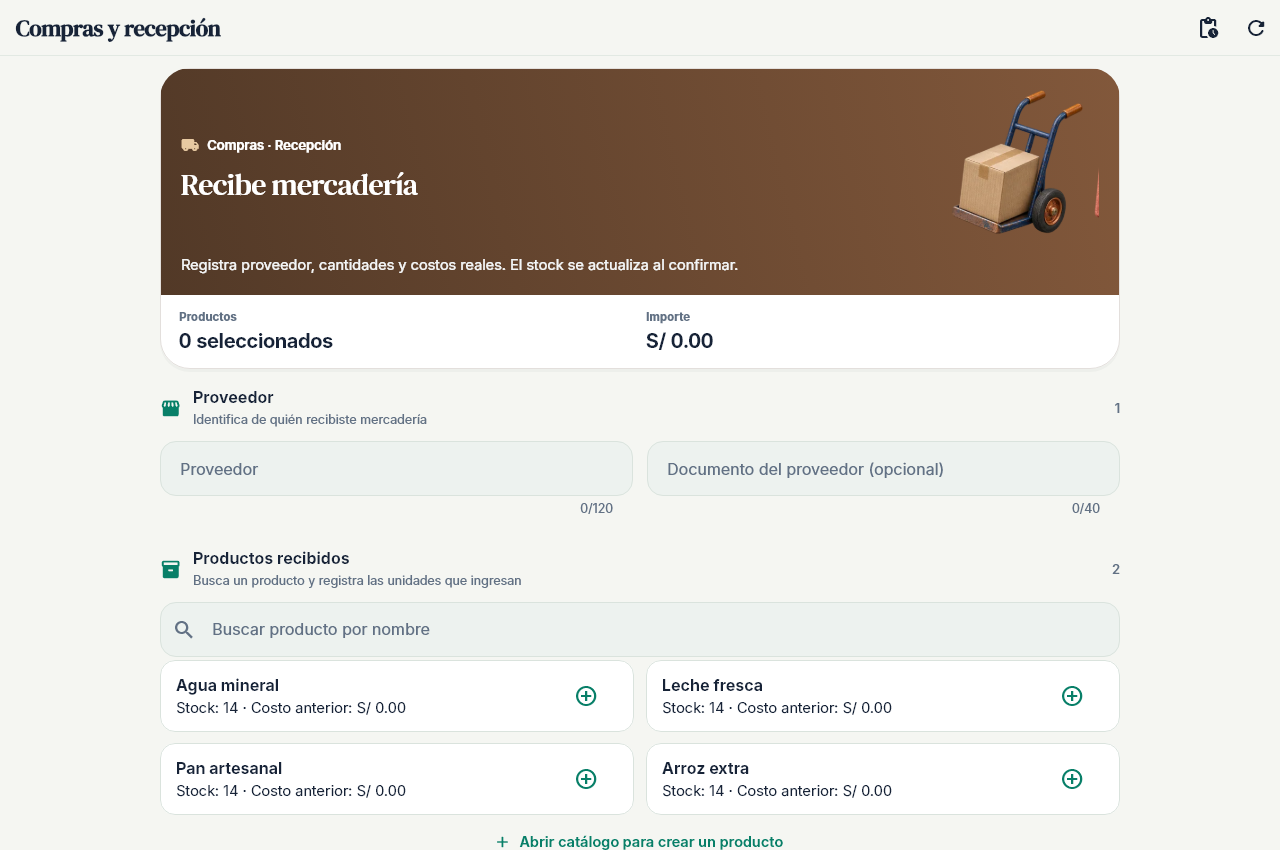 Compras y recepción
Compras · Recepción
Recibe mercadería
Registra proveedor, cantidades y costos reales. El stock se actualiza al confirmar.
Productos
0 seleccionados
Importe
S/ 0.00
Proveedor
Identifica de quién recibiste mercadería
1
Proveedor
0/120
Documento del proveedor (opcional)
0/40
Productos recibidos
Busca un producto y registra las unidades que ingresan
2
Buscar producto por nombre
Agua mineral
Stock: 14 · Costo anterior: S/ 0.00
Leche fresca
Stock: 14 · Costo anterior: S/ 0.00
Pan artesanal
Stock: 14 · Costo anterior: S/ 0.00
Arroz extra
Stock: 14 · Costo anterior: S/ 0.00
Abrir catálogo para crear un producto